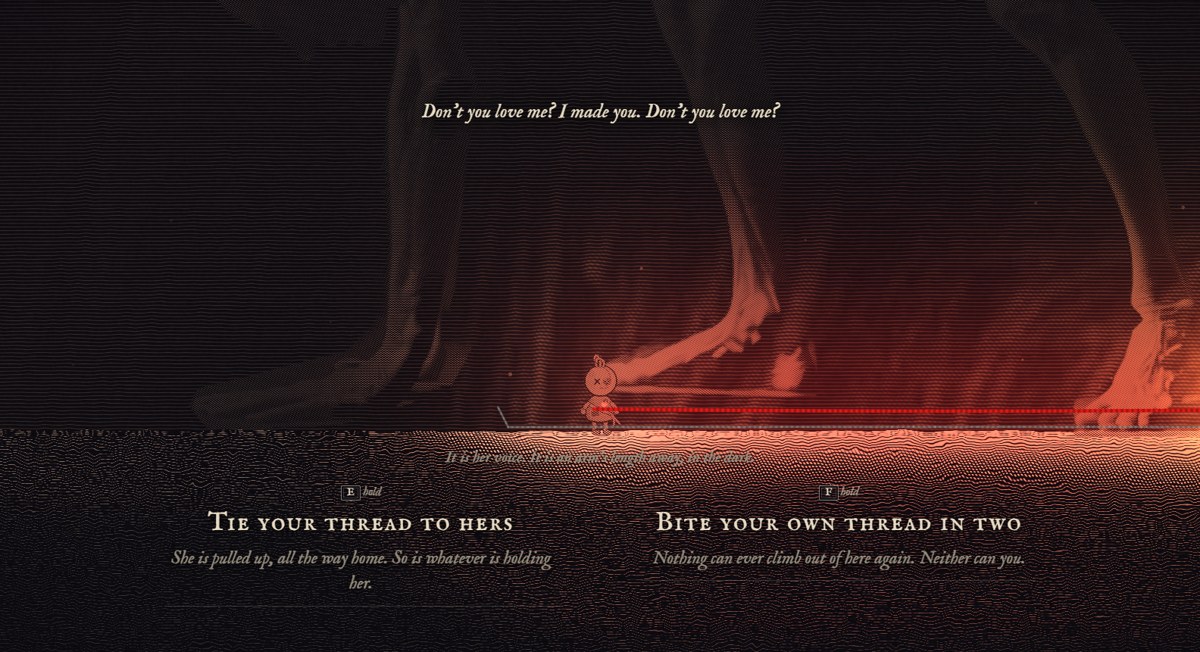 Don't you love me? I made you. Don't you love me?
It is her voice. It is an arm's length away, in the dark.
E hold
Tie your thread to hers
She is pulled up, all the way home. So is whatever is holding
her.
F hold
Bite your own thread in two
Nothing can ever climb out of here again. Neither can you.